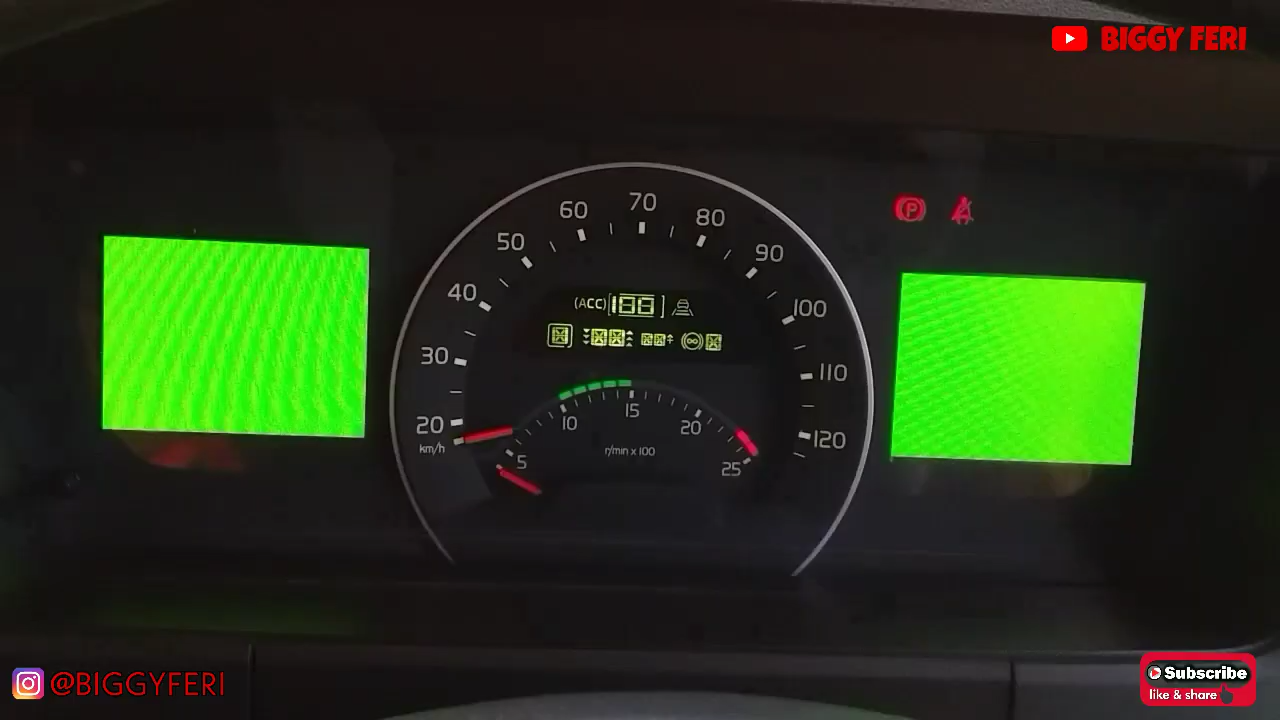 BIGGY FERI
70
60
80
50
90
40
100
(ACC)
30
110
15
10
20
20
120
km/h
r/min x 100
5
25
P
@BIGGYFERI
Subscribe
like & share